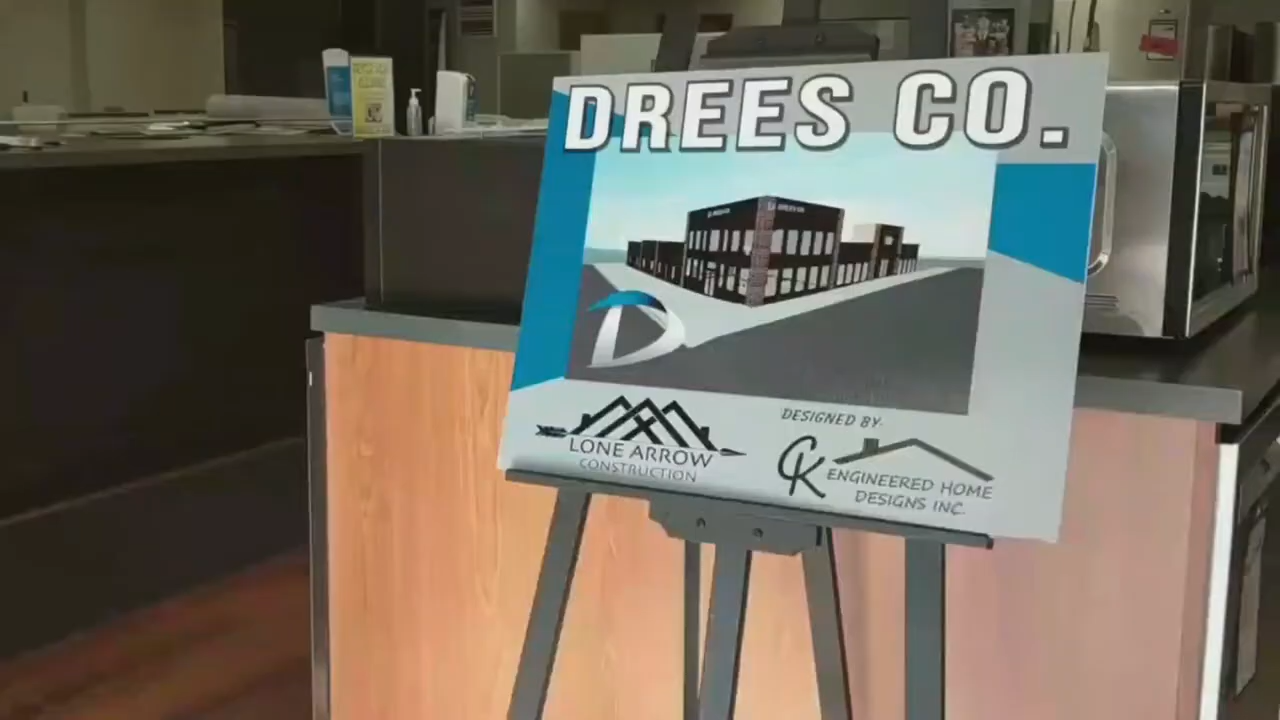 DREES CO.
D
LONE ARROW
CONSTRUCTION
DESIGNED BY:
CK
ENGINEERED HOME
DESIGNS INC.